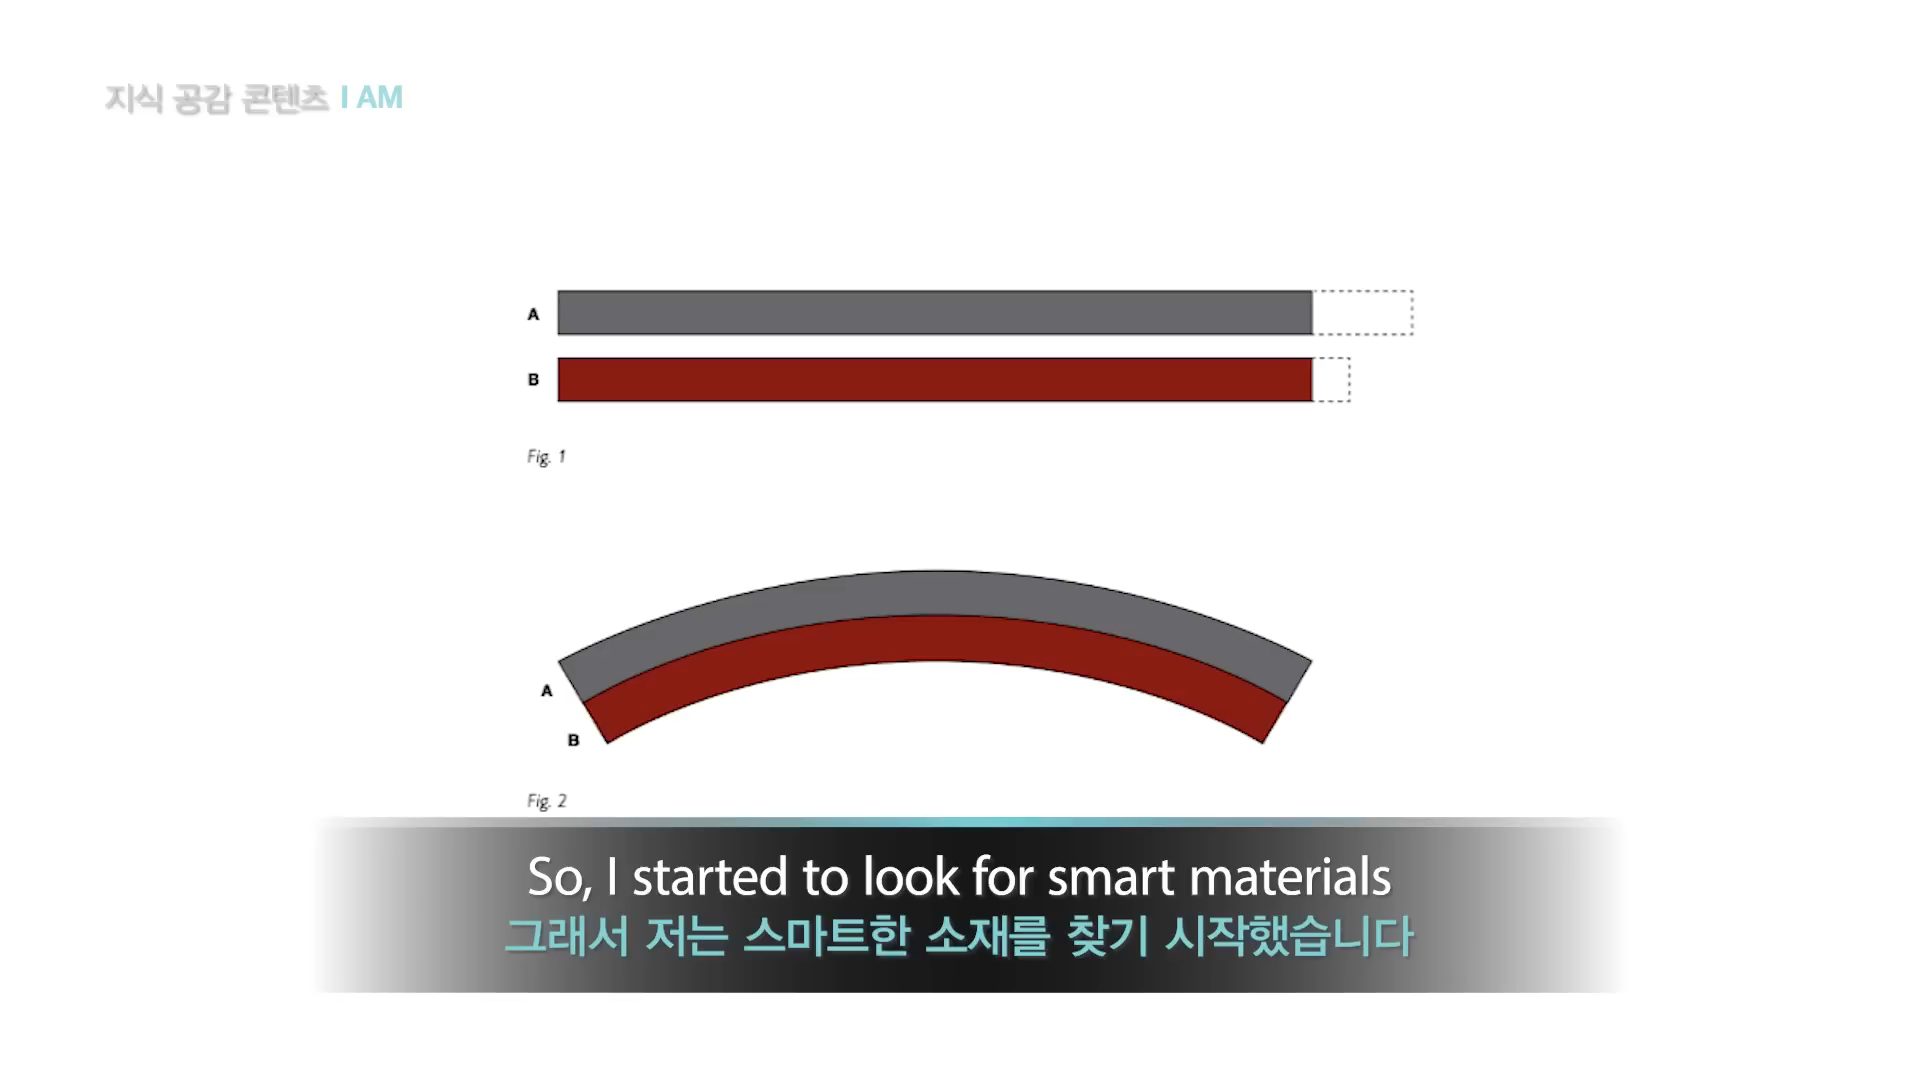 지식 공감 콘텐츠 I AM
A
B
Fig. 1
A
B
Fig. 2
So, I started to look for smart materials
그래서 저는 스마트한 소재를 찾기 시작했습니다